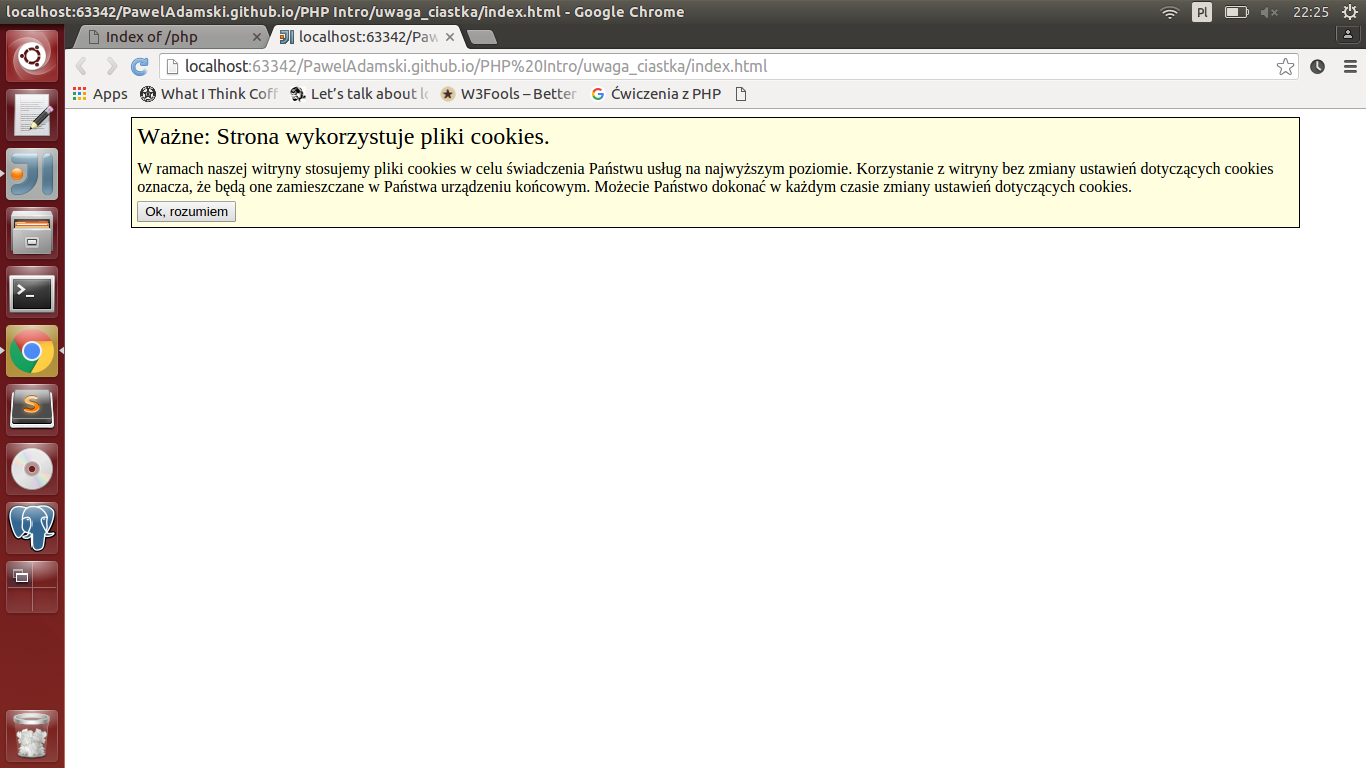 localhost:63342/PawelAdamski.github.io/PHP Intro/uwaga_ciastka/index.html - Google Chrome
Pl
22:25
Index of /php
localhost:63342/Paw
localhost:63342/PawelAdamski.github.io/PHP%20Intro/uwaga_ciastka/index.html
Apps
What I Think Coff
Let's talk about
W3Fools – Better
Ćwiczenia z PHP
Ważne: Strona wykorzystuje pliki cookies.
W ramach naszej witryny stosujemy pliki cookies w celu świadczenia Państwu usług na najwyższym poziomie. Korzystanie z witryny bez zmiany ustawień dotyczących cookies
oznacza, że będą one zamieszczane w Państwa urządzeniu końcowym. Możecie Państwo dokonać w każdym czasie zmiany ustawień dotyczących cookies.
Ok, rozumiem